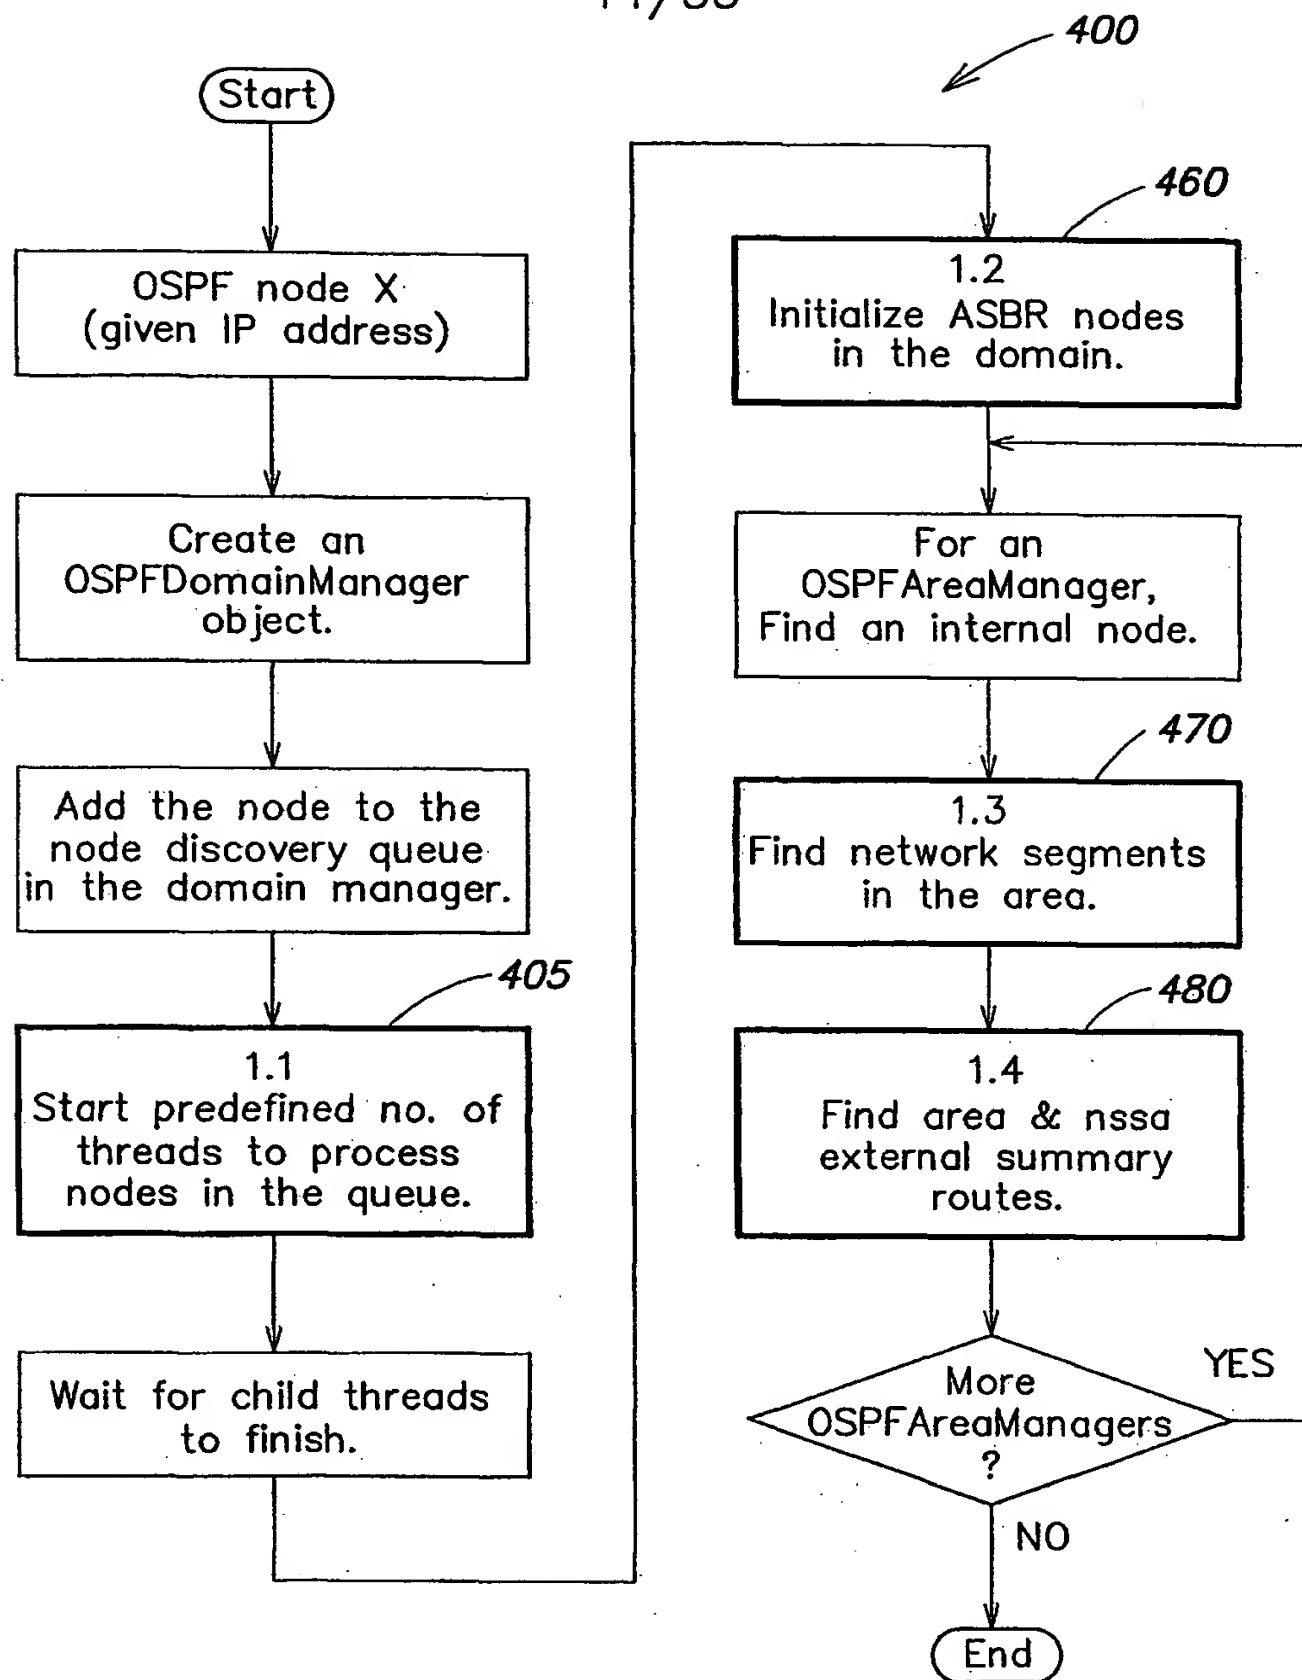 400
Start
OSPF node X
(given IP address)
Create an
OSPFDomainManager
object.
Add the node to the
node discovery queue
in the domain manager.
405
1.1
Start predefined no. of
threads to process
nodes in the queue.
Wait for child threads
to finish.
460
1.2
Initialize ASBR nodes
in the domain.
For an
OSPFAreaManager,
Find an internal node.
470
1.3
Find network segments
in the area.
480
1.4
Find area & nssa
external summary
routes.
More
OSPFAreaManagers
?
YES
NO
End